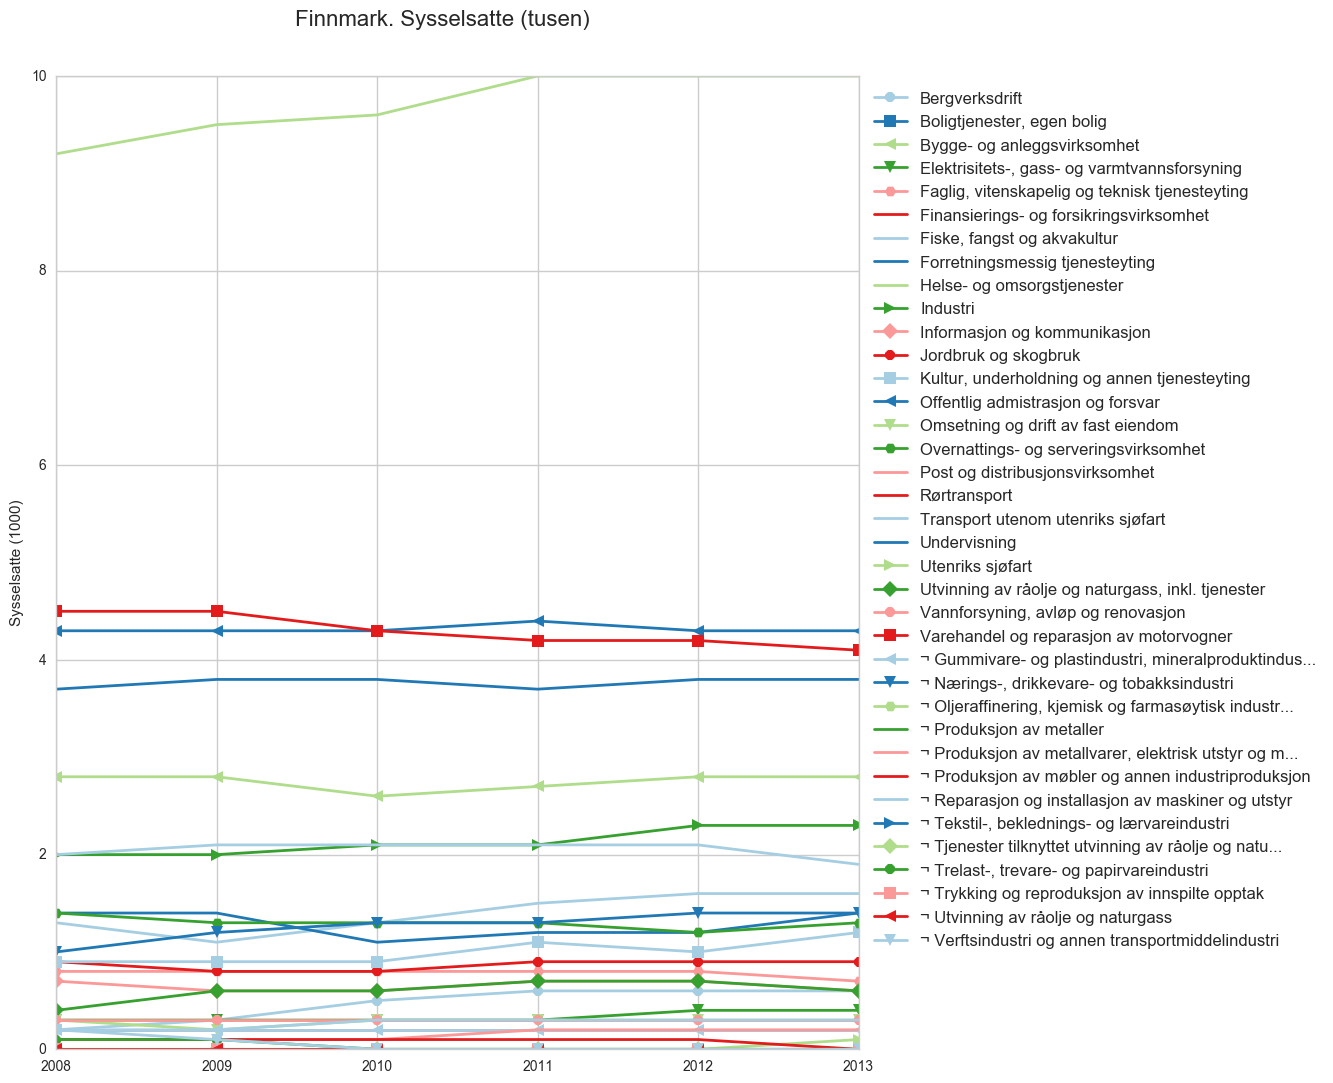 Finnmark. Sysselsatte (tusen)
Sysselsatte (1000)
10
8
6
4
2
0
2008
2009
2010
2011
2012
2013
Bergverksdrift
Boligtjenester, egen bolig
Bygge- og anleggsvirksomhet
Elektrisitets-, gass- og varmtvannsforsyning
Faglig, vitenskapelig og teknisk tjenesteyting
Finansierings- og forsikringsvirksomhet
Fiske, fangst og akvakultur
Forretningsmessig tjenesteyting
Helse- og omsorgstjenester
Industri
Informasjon og kommunikasjon
Jordbruk og skogbruk
Kultur, underholdning og annen tjenesteyting
Offentlig admistrasjon og forsvar
Omsetning og drift av fast eiendom
Overnattings- og serveringsvirksomhet
Post og distribusjonsvirksomhet
Rørtransport
Transport utenom utenriks sjøfart
Undervisning
Utenriks sjøfart
Utvinning av råolje og naturgass, inkl. tjenester
Vannforsyning, avløp og renovasjon
Varehandel og reparasjon av motorvogner
¬ Gummivare- og plastindustri, mineralproduktindus...
¬ Nærings-, drikkevare- og tobakksindustri
¬ Oljeraffinering, kjemisk og farmasøytisk industr...
¬ Produksjon av metaller
¬ Produksjon av metallvarer, elektrisk utstyr og m...
¬ Produksjon av møbler og annen industriproduksjon
¬ Reparasjon og installasjon av maskiner og utstyr
¬ Tekstil-, beklednings- og lærvareindustri
¬ Tjenester tilknyttet utvinning av råolje og natu...
¬ Trelast-, trevare- og papirvareindustri
¬ Trykking og reproduksjon av innspilte opptak
¬ Utvinning av råolje og naturgass
¬ Verftsindustri og annen transportmiddelindustri